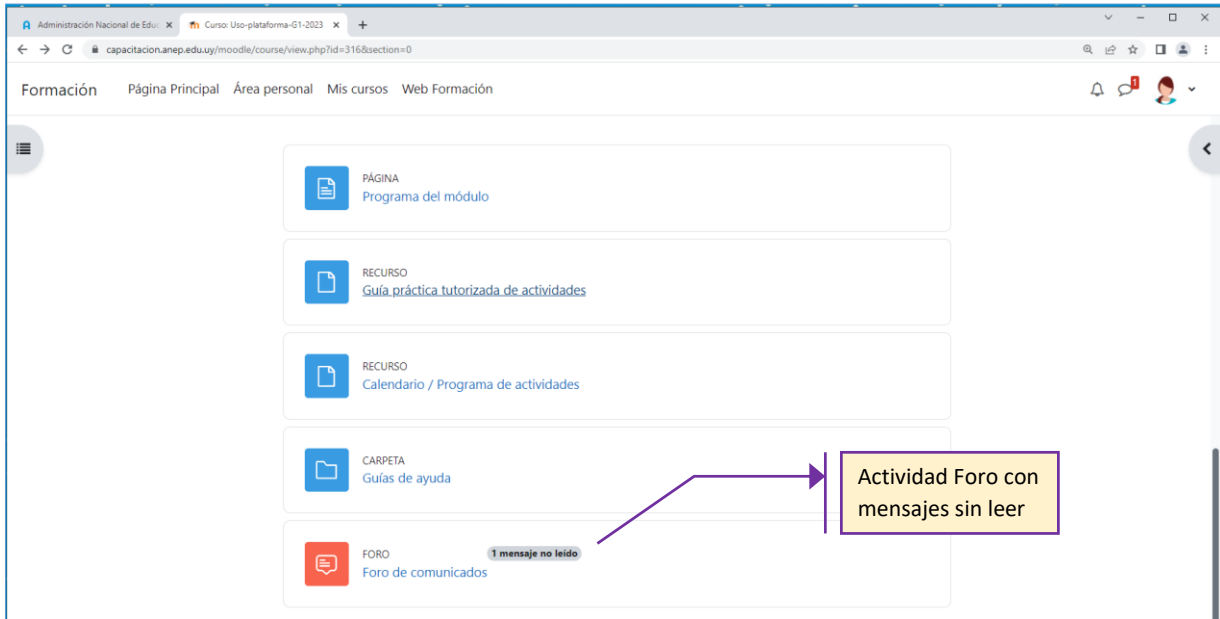 Administración Nacional de Edu
Curso: Uso-plataforma-G1-2023
capacitacion.anep.edu.uy/moodle/course/view.php?id=316&section=0
Formación Página Principal Área personal Mis cursos Web Formación
1
PÁGINA
Programa del módulo
RECURSO
Guía práctica tutorizada de actividades
RECURSO
Calendario / Programa de actividades
CARPETA
Guías de ayuda
Actividad Foro con
mensajes sin leer
FORO 1 mensaje no leído
Foro de comunicados